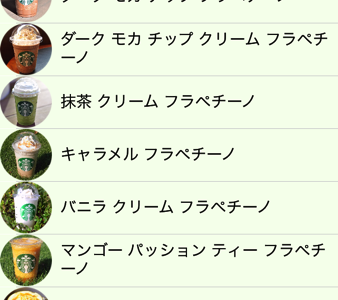 ダーク モカ チップ クリーム フラペチ
ーノ
抹茶 クリーム フラペチーノ
キャラメル フラペチーノ
バニラ クリーム フラペチーノ
マンゴー パッション ティー フラペチ
ーノ